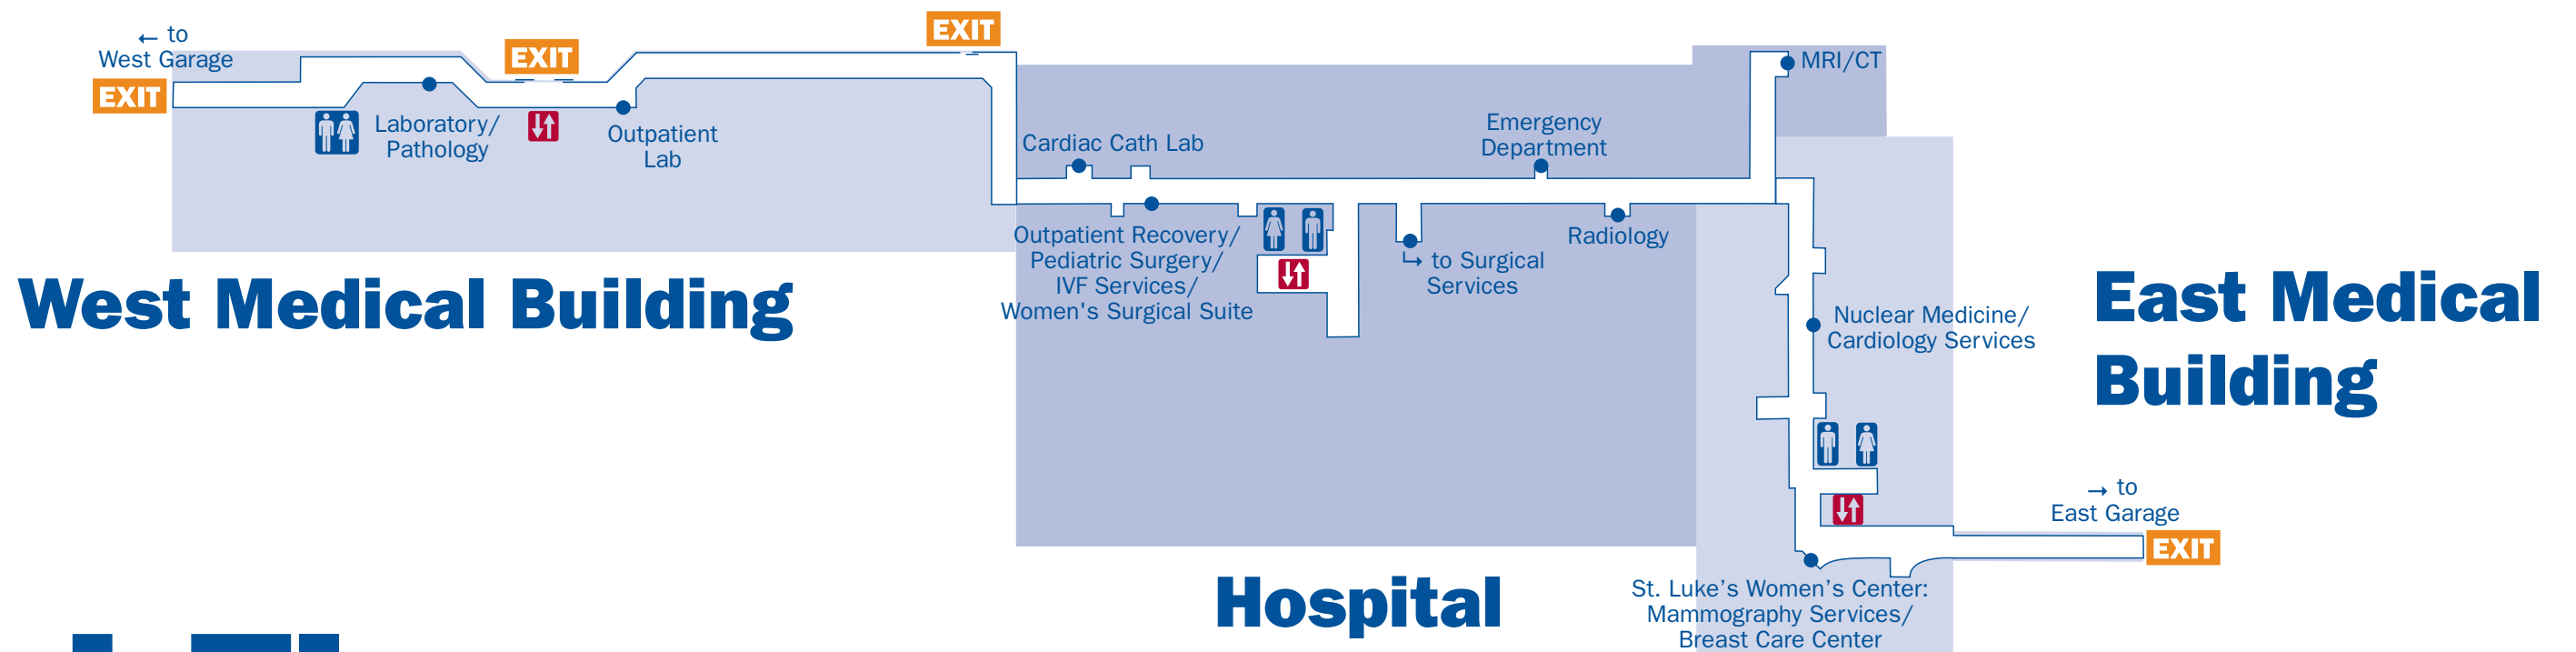 ← to
West Garage
EXIT
EXIT
EXIT
Laboratory/
Pathology
Outpatient
Lab
West Medical Building
Cardiac Cath Lab
Outpatient Recovery/
Pediatric Surgery/
IVF Services/
Women's Surgical Suite
Emergency
Department
↳ to Surgical
Services
Radiology
MRI/CT
Hospital
Nuclear Medicine/
Cardiology Services
East Medical
Building
→ to
East Garage
EXIT
St. Luke’s Women’s Center:
Mammography Services/
Breast Care Center